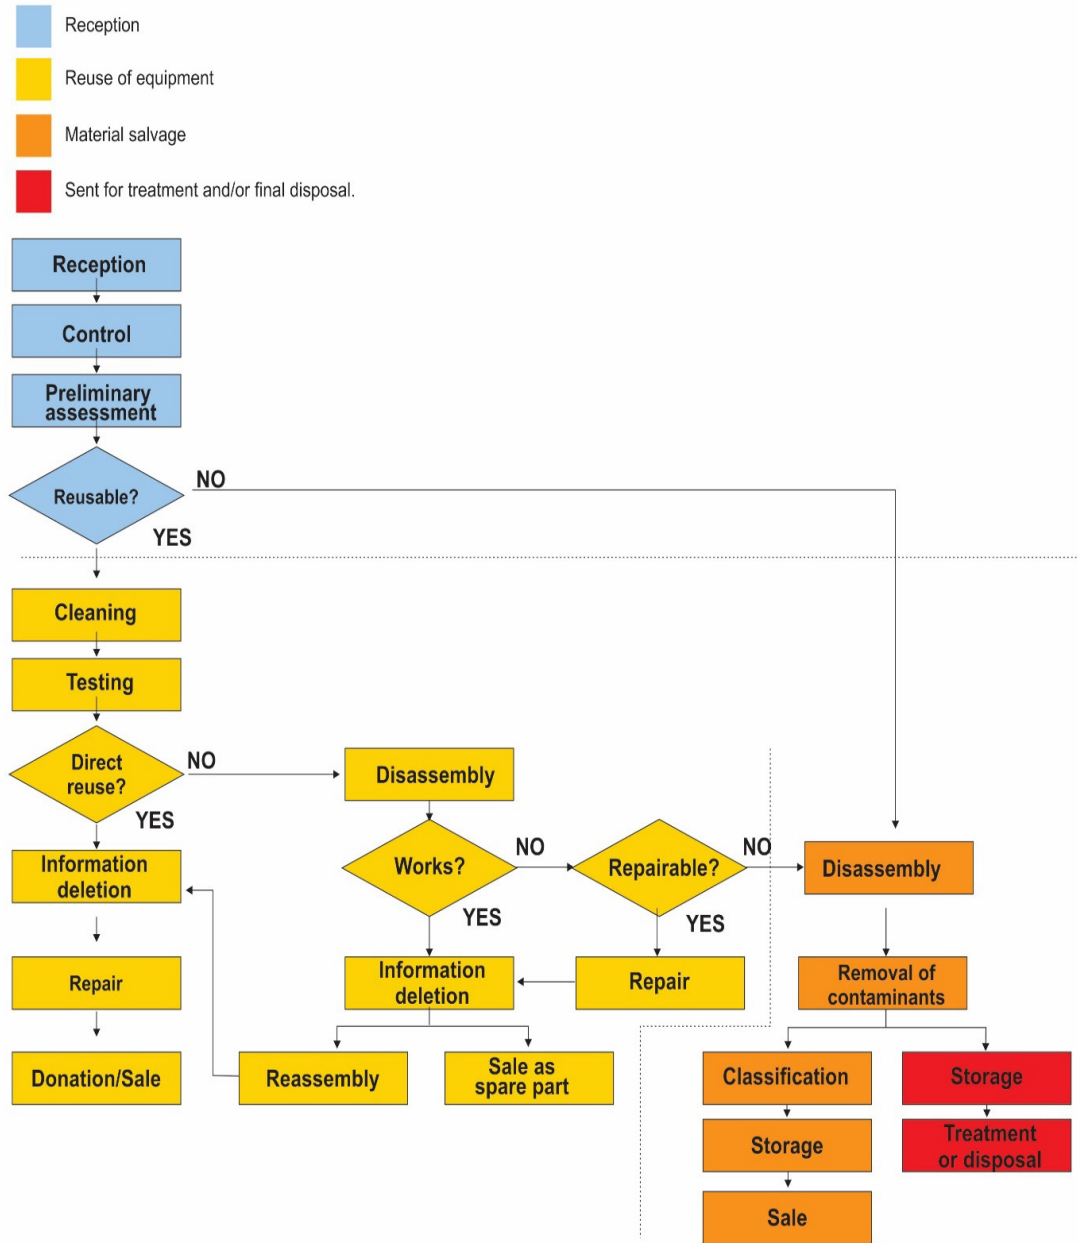 Reception
Reuse of equipment
Material salvage
Sent for treatment and/or final disposal.
Reception
Control
Preliminary
assessment
Reusable?
NO
YES
Cleaning
Testing
Direct
reuse?
NO
YES
Disassembly
Works?
NO
YES
Repairable?
NO
YES
Disassembly
Information
deletion
Information
deletion
Repair
Removal of
contaminants
Repair
Donation/Sale
Reassembly
Sale as
spare part
Classification
Storage
Storage
Treatment
or disposal
Sale